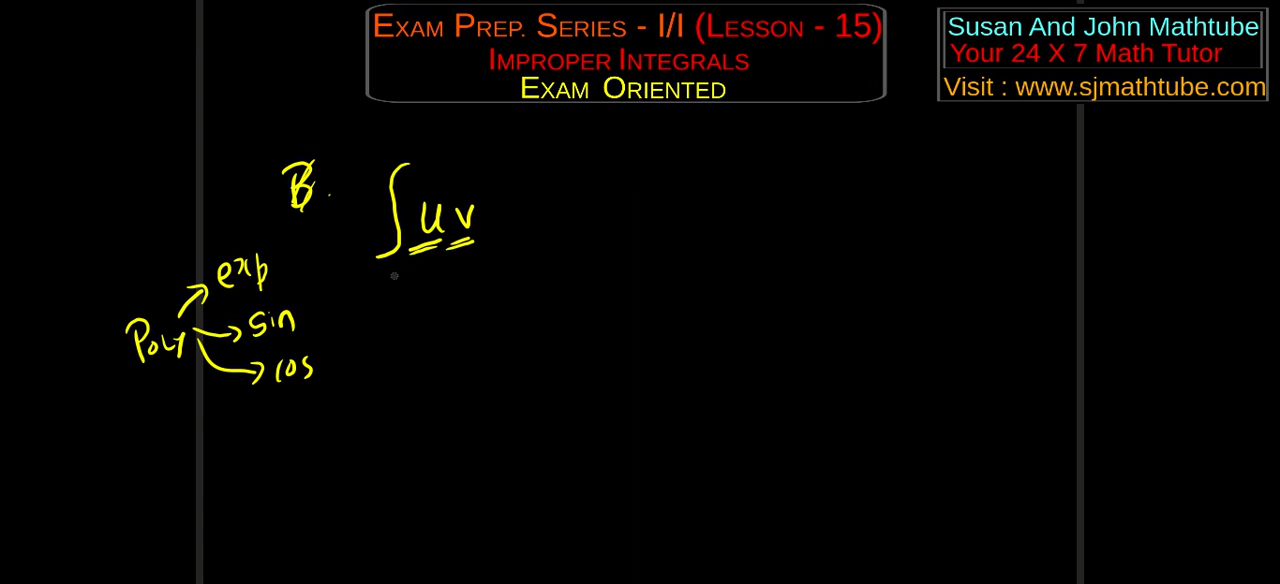 Exam Prep. Series - I/I (Lesson - 15)
Improper Integrals
Exam Oriented
Susan And John Mathtube
Your 24 X 7 Math Tutor
Visit : www.sjmathtube.com
∫ u v
Poly
exp
sin
cos